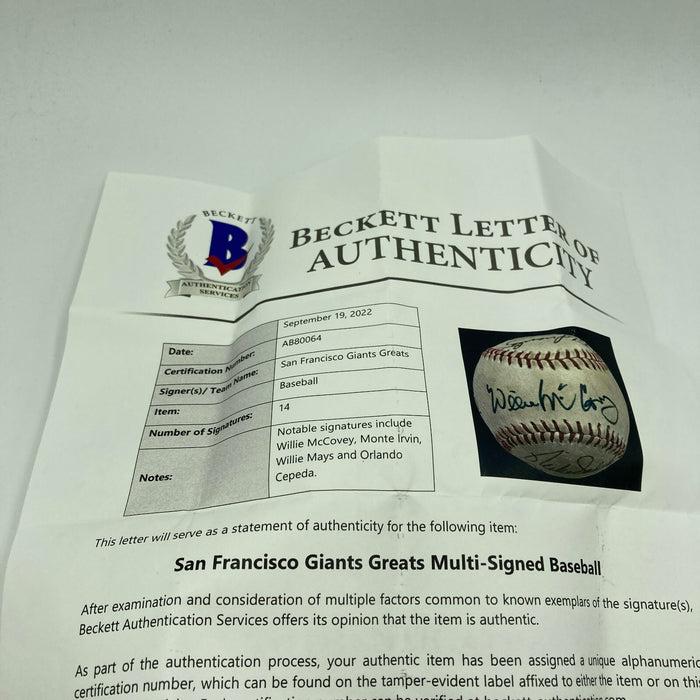 BECKETT
B
AUTHENTICATION
SERVICES
BECKETT LETTER OF
AUTHENTICITY
Date: September 19, 2022
Certification Number: AB80064
Signer(s)/ Team Name: San Francisco Giants Greats
Item: Baseball
Number of Signatures: 14
Notes: Notable signatures include
Willie McCovey, Monte Irvin,
Willie Mays and Orlando
Cepeda.
Willie McCovey
This letter will serve as a statement of authenticity for the following item:
San Francisco Giants Greats Multi-Signed Baseball
After examination and consideration of multiple factors common to known exemplars of the signature(s),
Beckett Authentication Services offers its opinion that the item is authentic.
As part of the authentication process, your authentic item has been assigned a unique alphanumeric
certification number, which can be found on the tamper-evident label affixed to either the item or on this